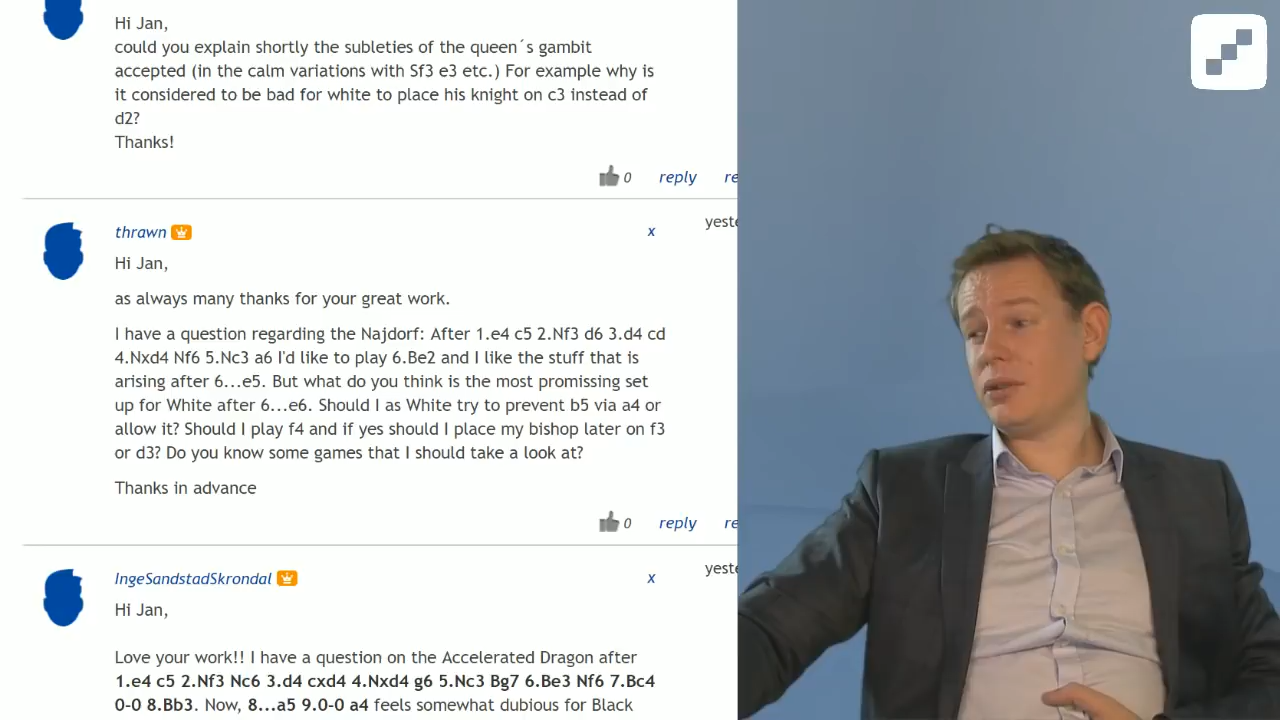 Hi Jan,
could you explain shortly the subleties of the queen´s gambit
accepted (in the calm variations with Sf3 e3 etc.) For example why is
it considered to be bad for white to place his knight on c3 instead of
d2?
Thanks!
0 reply re
thrawn x yeste
Hi Jan,
as always many thanks for your great work.
I have a question regarding the Najdorf: After 1.e4 c5 2.Nf3 d6 3.d4 cd
4.Nxd4 Nf6 5.Nc3 a6 I'd like to play 6.Be2 and I like the stuff that is
arising after 6...e5. But what do you think is the most promissing set
up for White after 6...e6. Should I as White try to prevent b5 via a4 or
allow it? Should I play f4 and if yes should I place my bishop later on f3
or d3? Do you know some games that I should take a look at?
Thanks in advance
0 reply re
IngeSandstadSkrondal x yeste
Hi Jan,
Love your work!! I have a question on the Accelerated Dragon after
1.e4 c5 2.Nf3 Nc6 3.d4 cxd4 4.Nxd4 g6 5.Nc3 Bg7 6.Be3 Nf6 7.Bc4
0-0 8.Bb3. Now, 8...a5 9.0-0 a4 feels somewhat dubious for Black